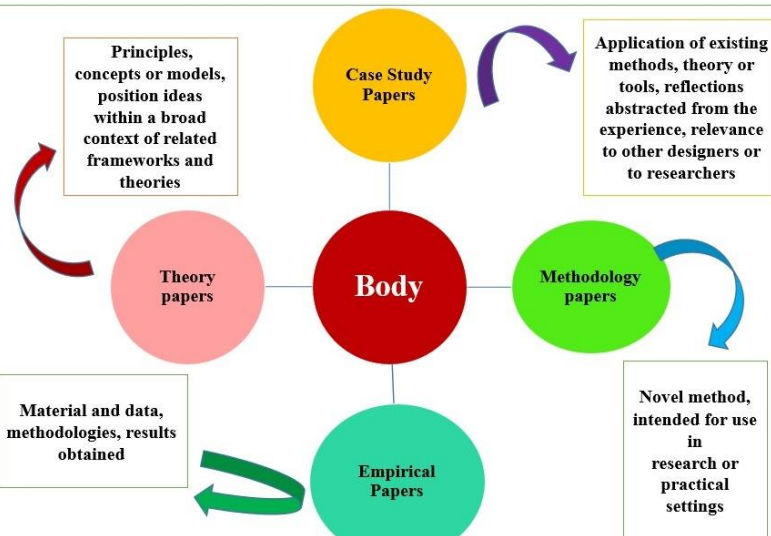 Principles,
concepts or models,
position ideas
within a broad
context of related
frameworks and
theories
Case Study
Papers
Application of existing
methods, theory or
tools, reflections
abstracted from the
experience, relevance
to other designers or
to researchers
Theory
papers
Body
Methodology
papers
Material and data,
methodologies, results
obtained
Empirical
Papers
Novel method,
intended for use
in
research or
practical
settings